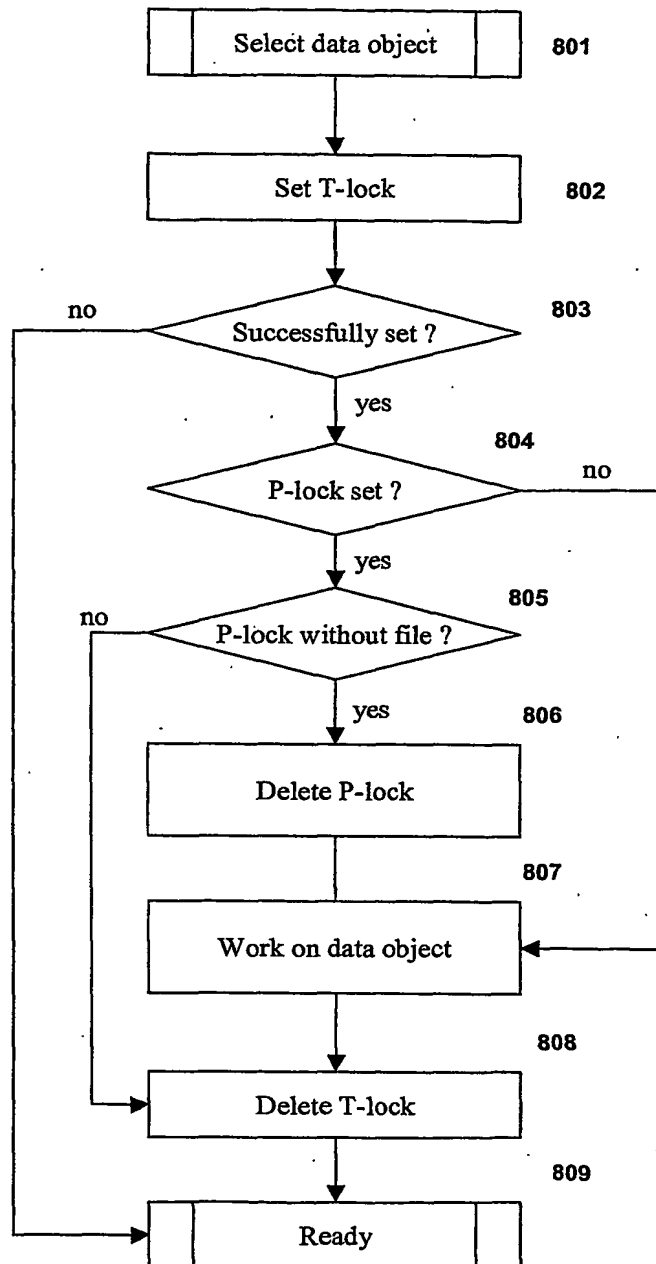 Select data object
801
Set T-lock
802
803
no
Successfully set ?
yes
804
P-lock set ?
no
yes
805
no
P-lock without file ?
yes
806
Delete P-lock
807
Work on data object
808
Delete T-lock
809
Ready